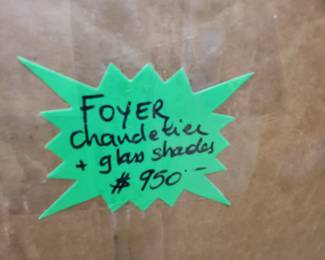 FOYER
chandelier
+ glass shades
$ 950.--